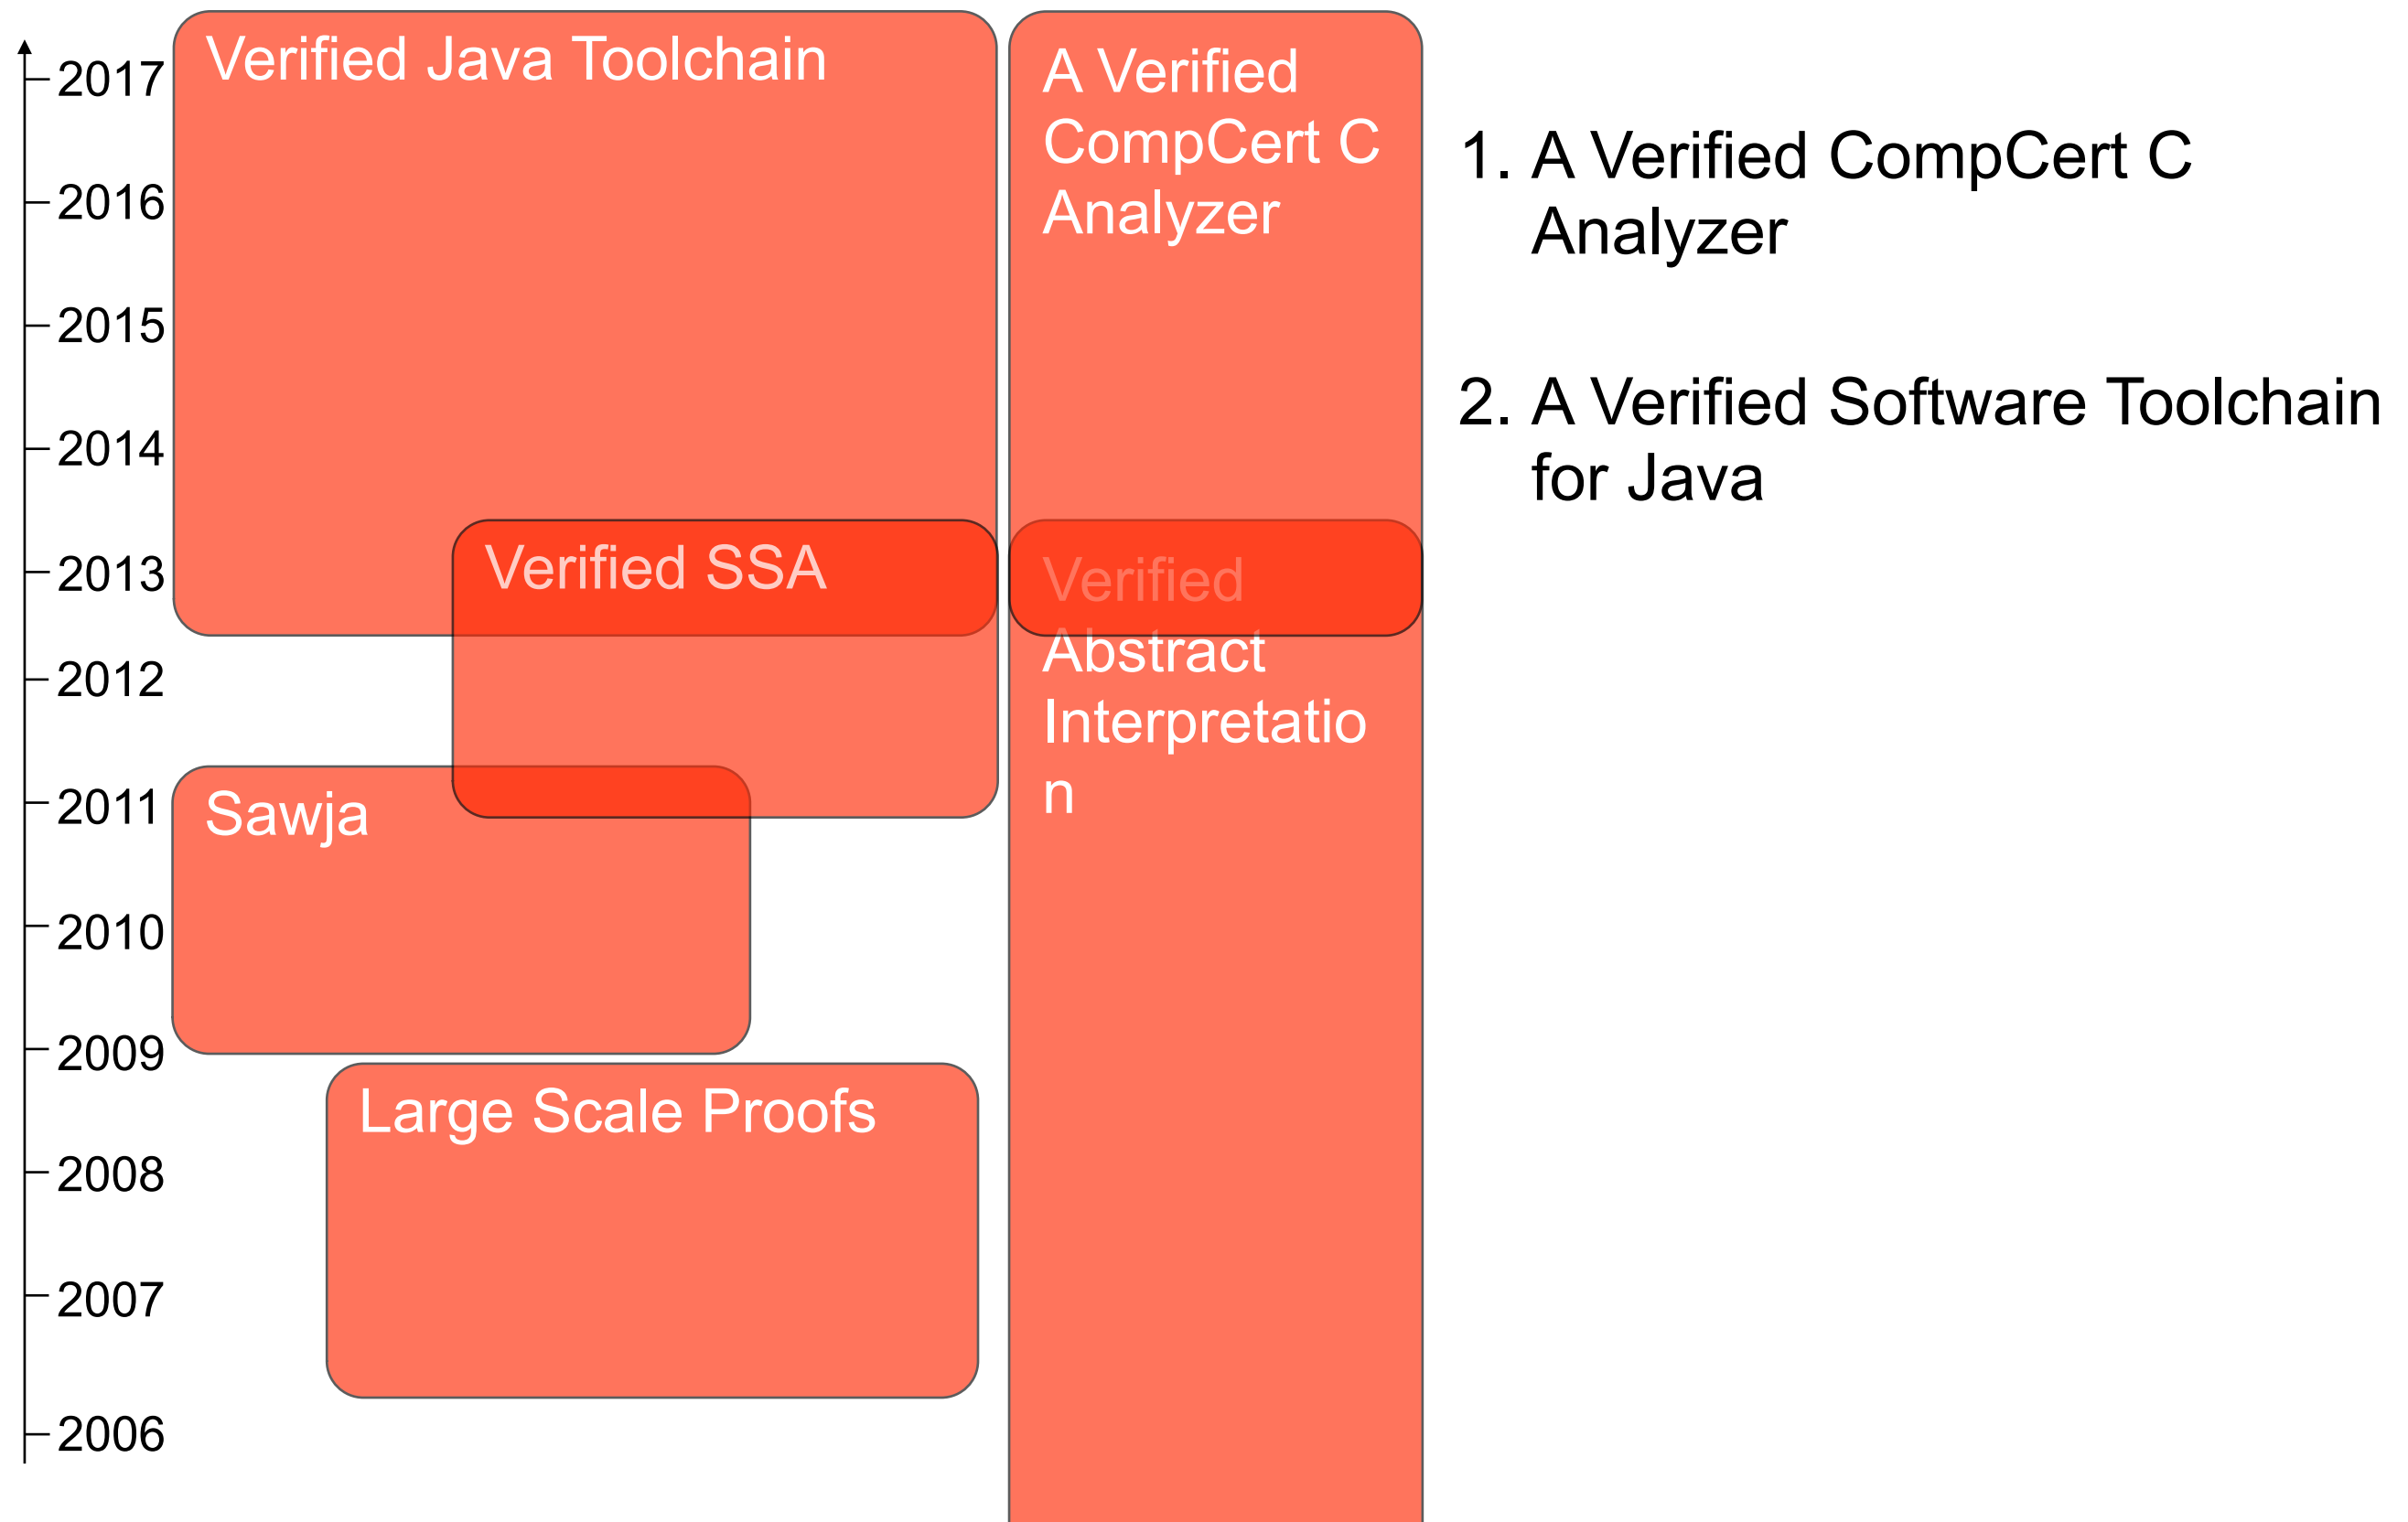 2017
2016
2015
2014
2013
2012
2011
2010
2009
2008
2007
2006
Verified Java Toolchain
Verified SSA
Sawja
Large Scale Proofs
A Verified
CompCert C
Analyzer
Verified
Abstract
Interpretatio
n
1. A Verified CompCert C
Analyzer
2. A Verified Software Toolchain
for Java